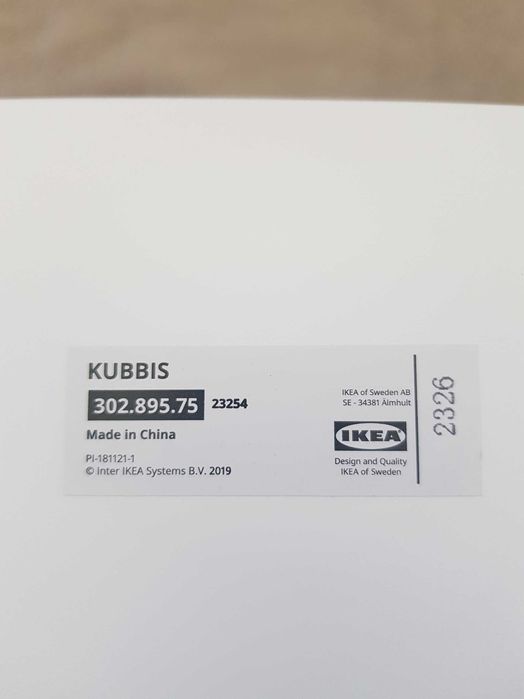 KUBBIS
302.895.75 23254
Made in China
PI-181121-1
© Inter IKEA Systems B.V. 2019
IKEA of Sweden AB
SE - 34381 Älmhult
IKEA
Design and Quality
IKEA of Sweden
2326